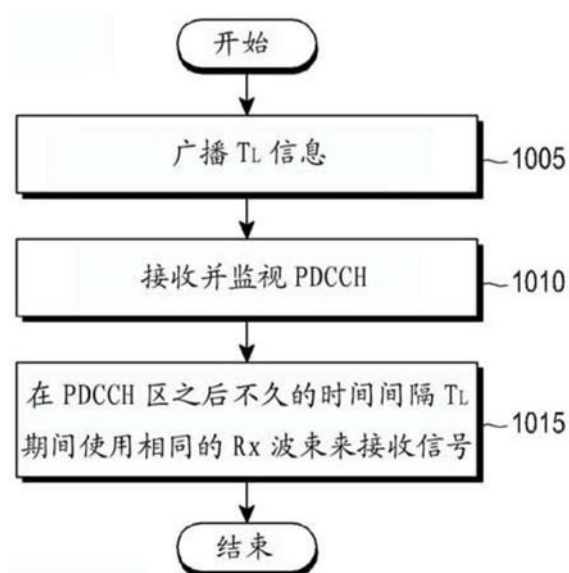 开始
广播 TL 信息
1005
接收并监视 PDCCH
1010
在 PDCCH 区之后不久的时间间隔 TL
期间使用相同的 Rx 波束来接收信号
1015
结束